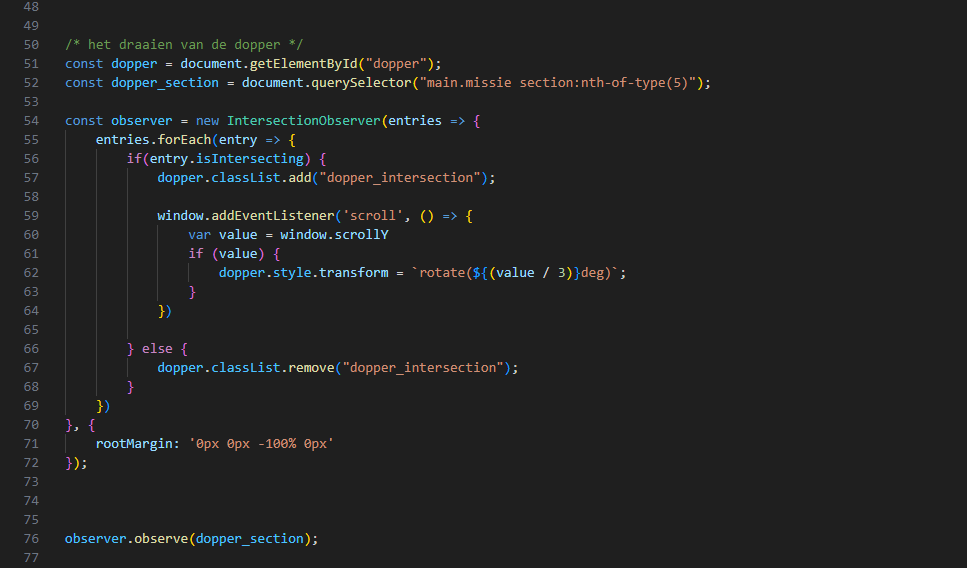 48
49
50 /* het draaien van de dopper */
51 const dopper = document.getElementById("dopper");
52 const dopper_section = document.querySelector("main.missie section:nth-of-type(5)");
53
54 const observer = new IntersectionObserver(entries => {
55     entries.forEach(entry => {
56         if(entry.isIntersecting) {
57             dopper.classList.add("dopper_intersection");
58
59             window.addEventListener('scroll', () => {
60                 var value = window.scrollY
61                 if (value) {
62                     dopper.style.transform = `rotate(${(value / 3)}deg)`;
63                 }
64             })
65
66         } else {
67             dopper.classList.remove("dopper_intersection");
68         }
69     })
70 }, {
71     rootMargin: '0px 0px -100% 0px'
72 });
73
74
75
76 observer.observe(dopper_section);
77